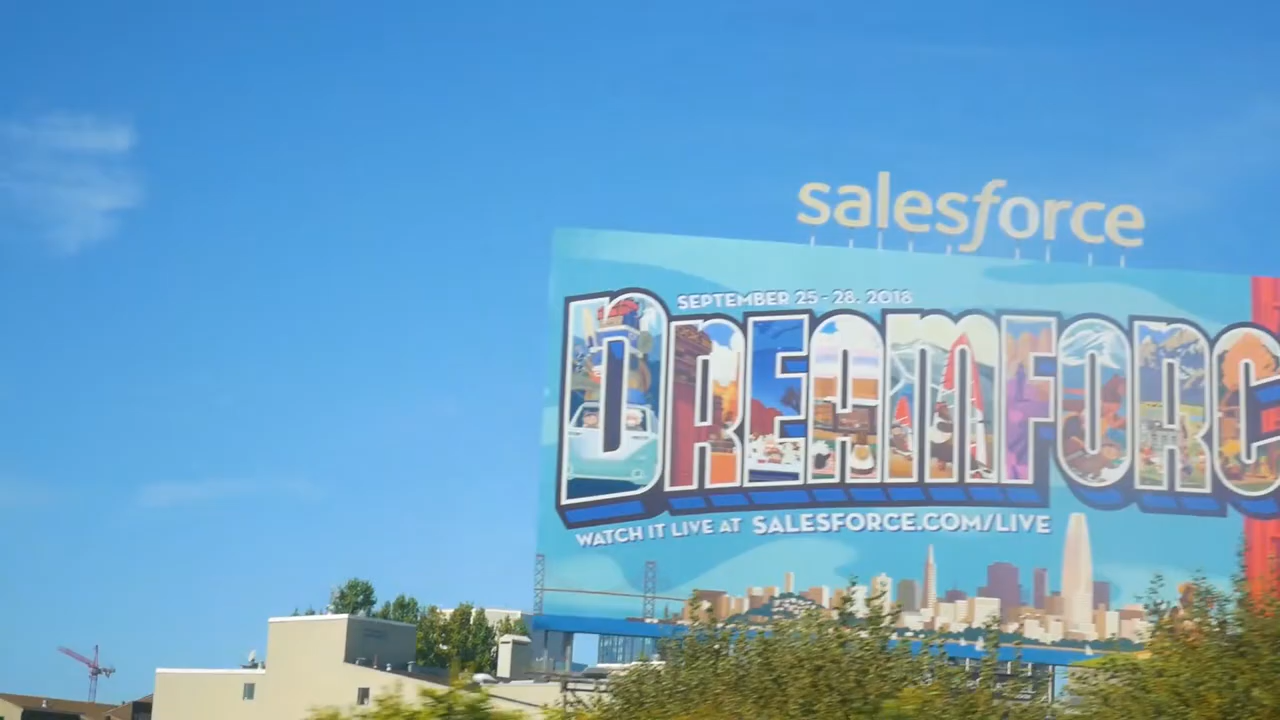 salesforce
SEPTEMBER 25 - 28. 2018
DREAMFORC
WATCH IT LIVE AT SALESFORCE.COM/LIVE